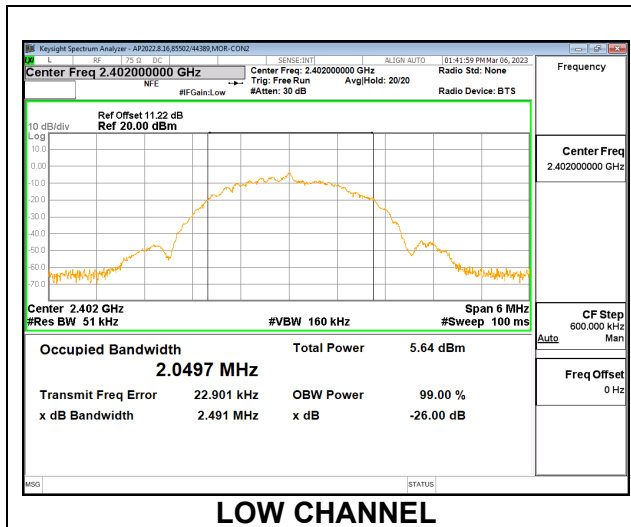 Keysight Spectrum Analyzer - AP2022.8.16,85502/44389,MOR-CON2
L RF 75 Ω DC SENSE:INT ALIGN AUTO 01:41:59 PM Mar 06, 2023
Center Freq 2.402000000 GHz
NFE
#IFGain:Low
Center Freq: 2.402000000 GHz
Trig: Free Run Avg|Hold: 20/20
#Atten: 30 dB
Radio Std: None
Radio Device: BTS
Ref Offset 11.22 dB
10 dB/div Ref 20.00 dBm
Log
10.0
0.00
-10.0
-20.0
-30.0
-40.0
-50.0
-60.0
-70.0
Center 2.402 GHz Span 6 MHz
#Res BW 51 kHz #VBW 160 kHz #Sweep 100 ms
Occupied Bandwidth Total Power 5.64 dBm
2.0497 MHz
Transmit Freq Error 22.901 kHz OBW Power 99.00 %
x dB Bandwidth 2.491 MHz x dB -26.00 dB
Frequency
Center Freq
2.402000000 GHz
CF Step
600.000 kHz
Auto Man
Freq Offset
0 Hz
MSG STATUS
LOW CHANNEL